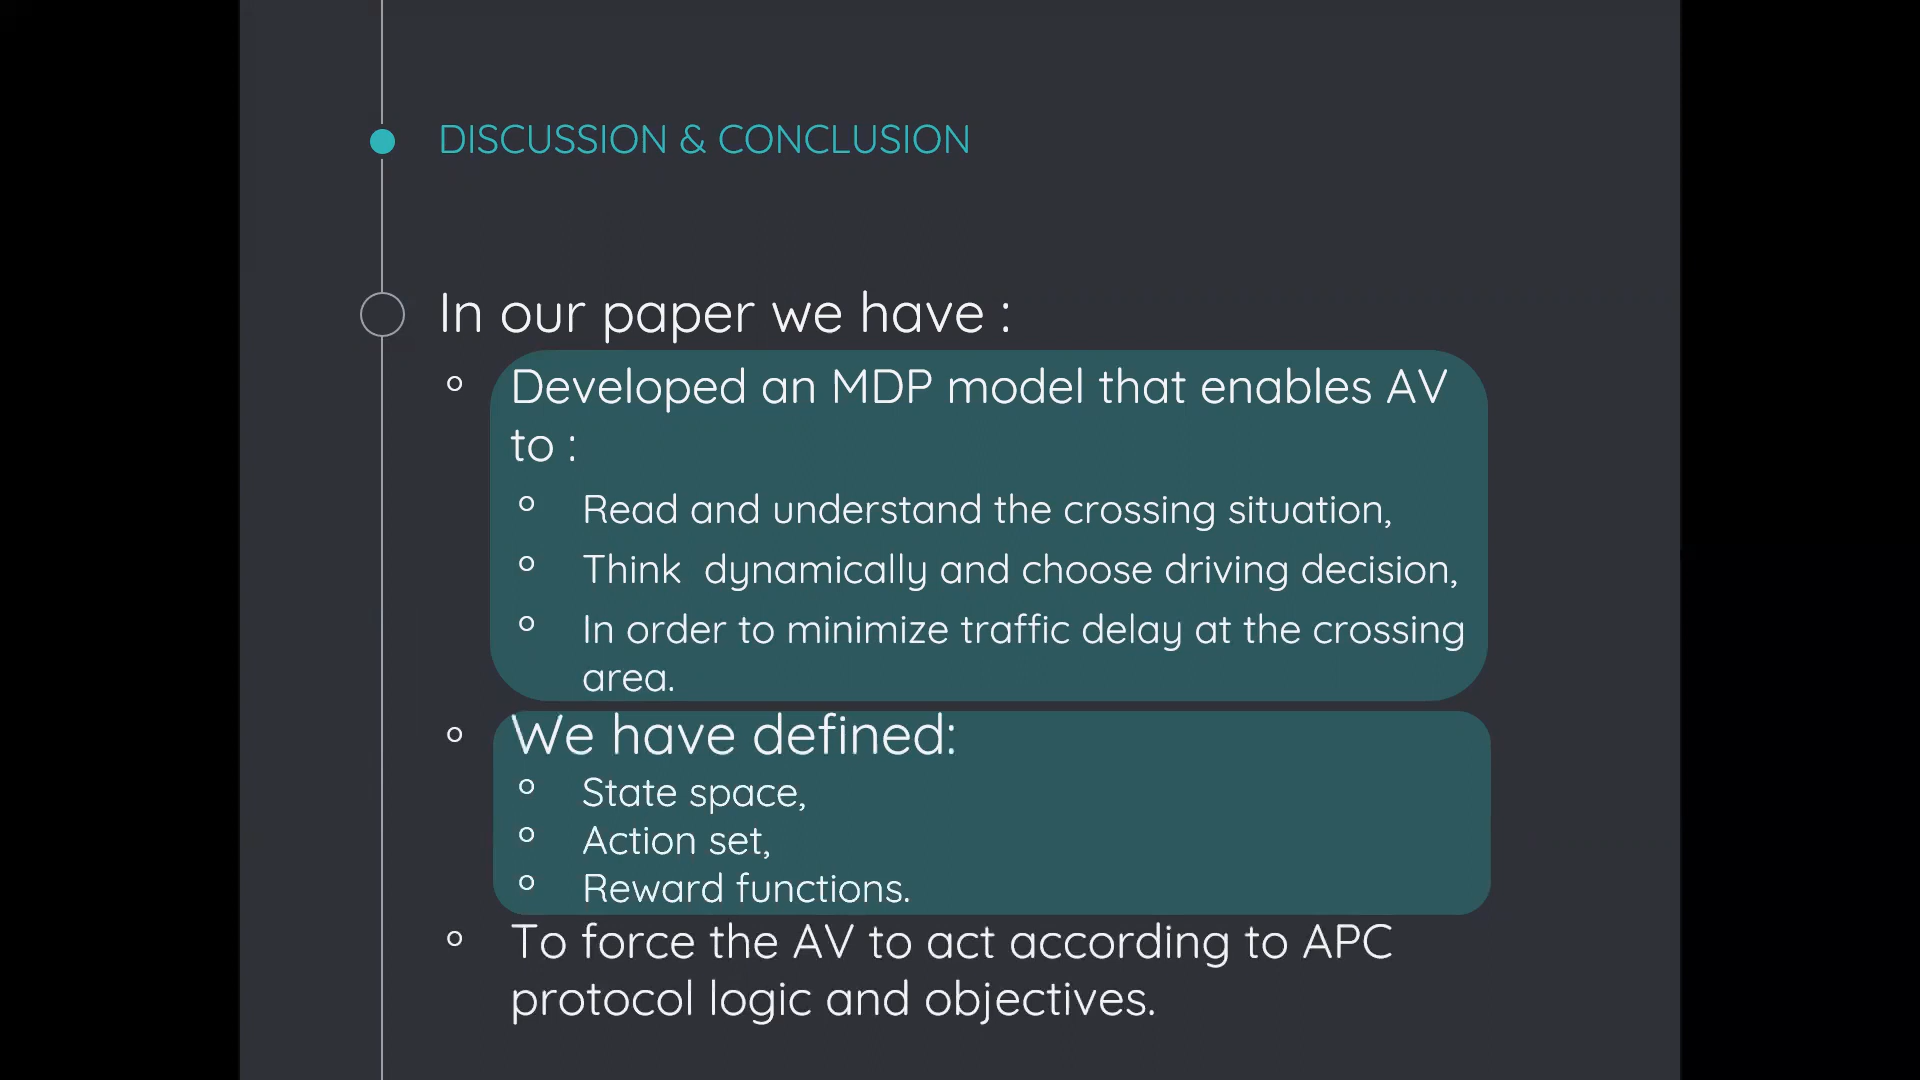 DISCUSSION & CONCLUSION
In our paper we have :
Developed an MDP model that enables AV
to :
Read and understand the crossing situation,
Think  dynamically and choose driving decision,
In order to minimize traffic delay at the crossing
area.
We have defined:
State space,
Action set,
Reward functions.
To force the AV to act according to APC
protocol logic and objectives.